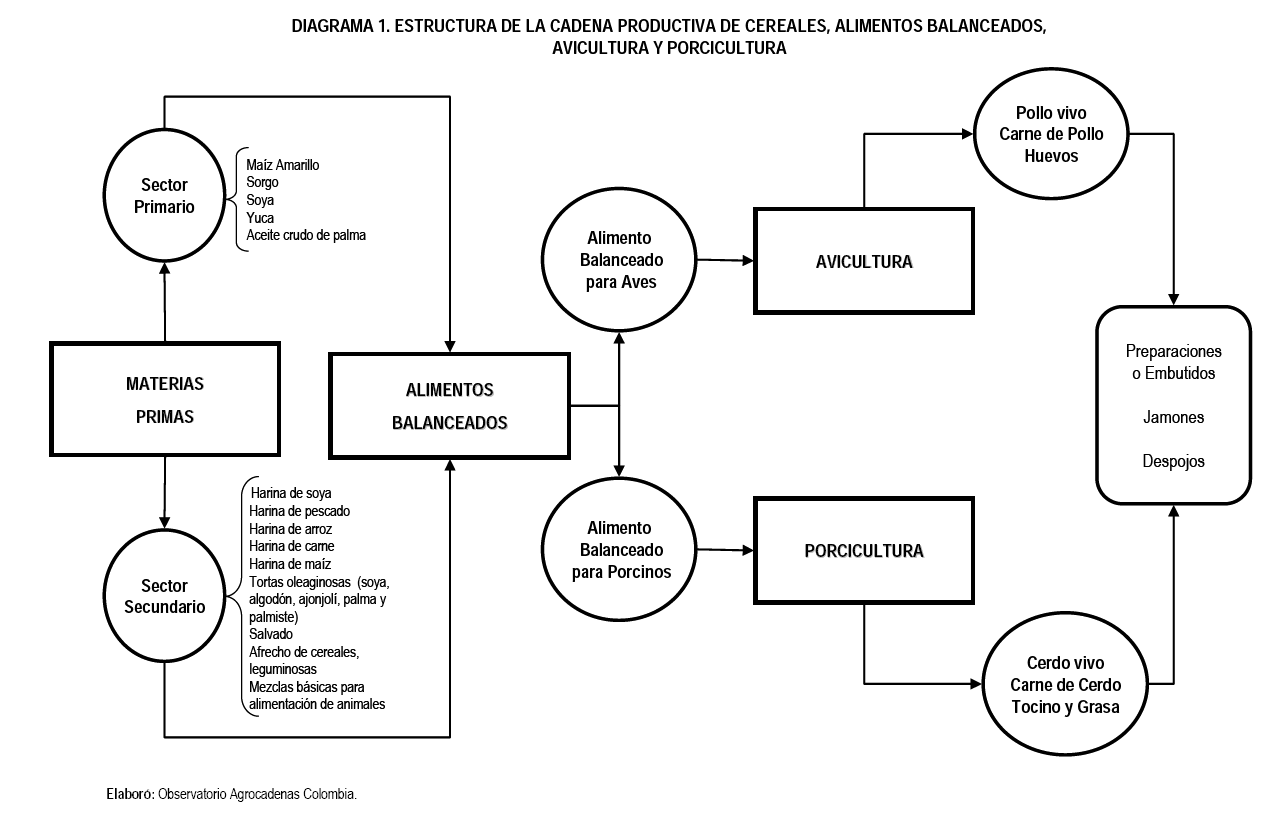 DIAGRAMA 1. ESTRUCTURA DE LA CADENA PRODUCTIVA DE CEREALES, ALIMENTOS BALANCEADOS,
AVICULTURA Y PORCICULTURA
Sector
Primario
Maíz Amarillo
Sorgo
Soya
Yuca
Aceite crudo de palma
MATERIAS
PRIMAS
Sector
Secundario
Harina de soya
Harina de pescado
Harina de arroz
Harina de carne
Harina de maíz
Tortas oleaginosas (soya,
algodón, ajonjolí, palma y
palmiste)
Salvado
Afrecho de cereales,
leguminosas
Mezclas básicas para
alimentación de animales
ALIMENTOS
BALANCEADOS
Alimento
Balanceado
para Aves
Alimento
Balanceado
para Porcinos
AVICULTURA
PORCICULTURA
Pollo vivo
Carne de Pollo
Huevos
Cerdo vivo
Carne de Cerdo
Tocino y Grasa
Preparaciones
o Embutidos
Jamones
Despojos
Elaboró: Observatorio Agrocadenas Colombia.